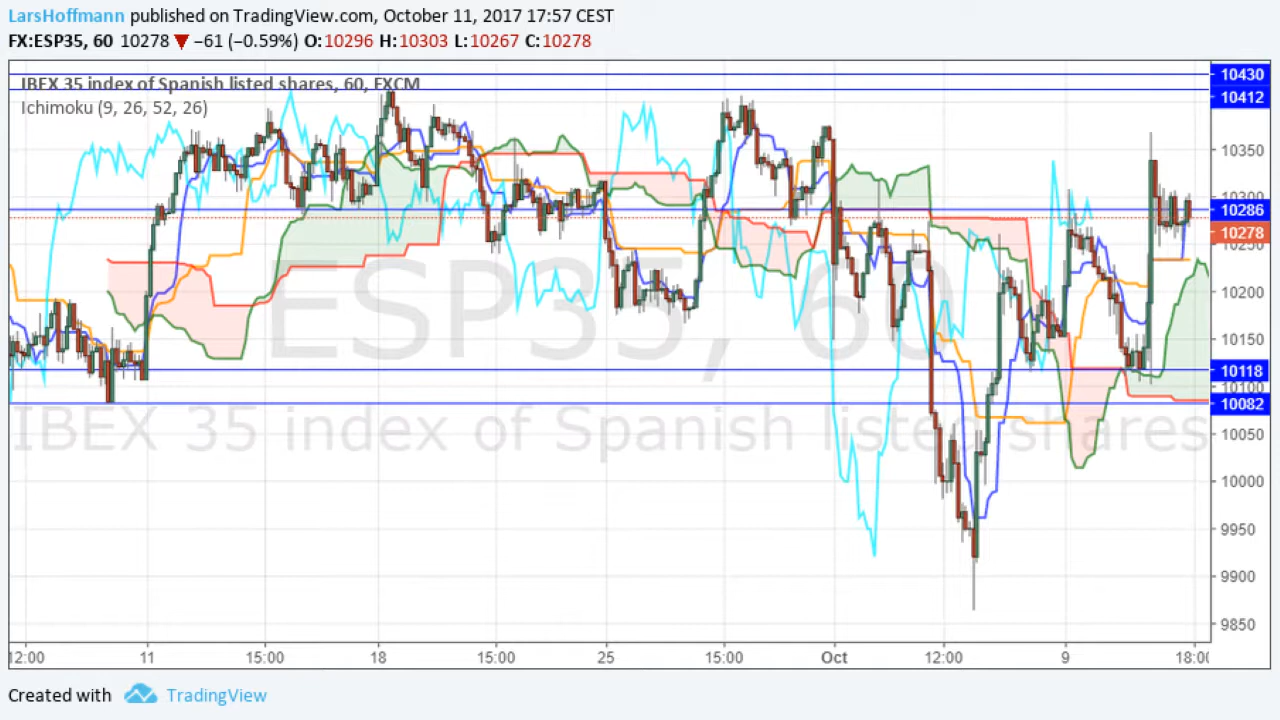 LarsHoffmann published on TradingView.com, October 11, 2017 17:57 CEST
FX:ESP35, 60 10278 ▼ −61 (−0.59%) O:10296 H:10303 L:10267 C:10278
IBEX 35 index of Spanish listed shares, 60, FXCM
Ichimoku (9, 26, 52, 26)
ESP35, 60
IBEX 35 index of Spanish listed shares
10430
10412
10350
10300
10286
10278
10250
10200
10150
10118
10100
10082
10050
10000
9950
9900
9850
12:00 11 15:00 18 15:00 25 15:00 Oct 12:00 9 18:00
Created with TradingView